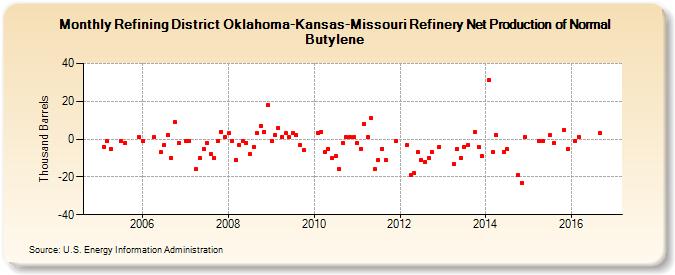 Monthly Refining District Oklahoma-Kansas-Missouri Refinery Net Production of Normal
Butylene
Thousand Barrels
40
20
0
-20
-40
2006
2008
2010
2012
2014
2016
Source: U.S. Energy Information Administration